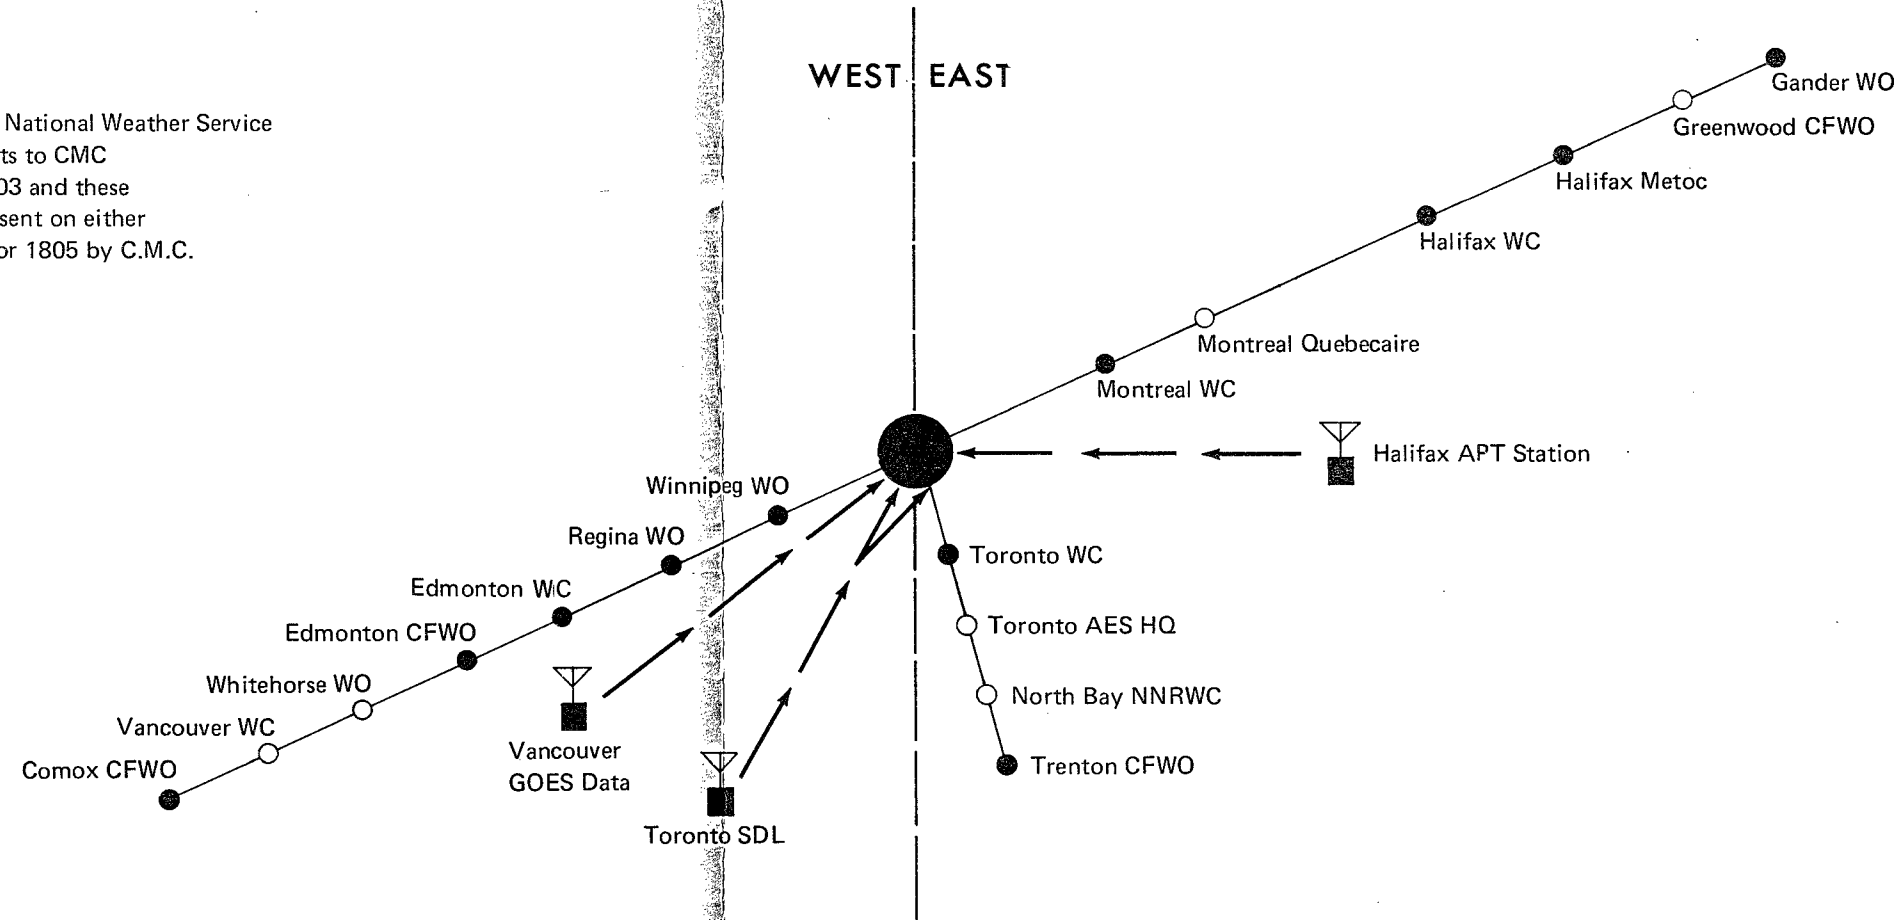 WEST EAST
National Weather Service
ts to CMC
03 and these
sent on either
or 1805 by C.M.C.
Gander WO
Greenwood CFWO
Halifax Metoc
Halifax WC
Montreal Quebecaire
Montreal WC
Halifax APT Station
Winnipeg WO
Regina WO
Edmonton WC
Edmonton CFWO
Whitehorse WO
Vancouver WC
Comox CFWO
Vancouver
GOES Data
Toronto SDL
Toronto WC
Toronto AES HQ
North Bay NNRWC
Trenton CFWO